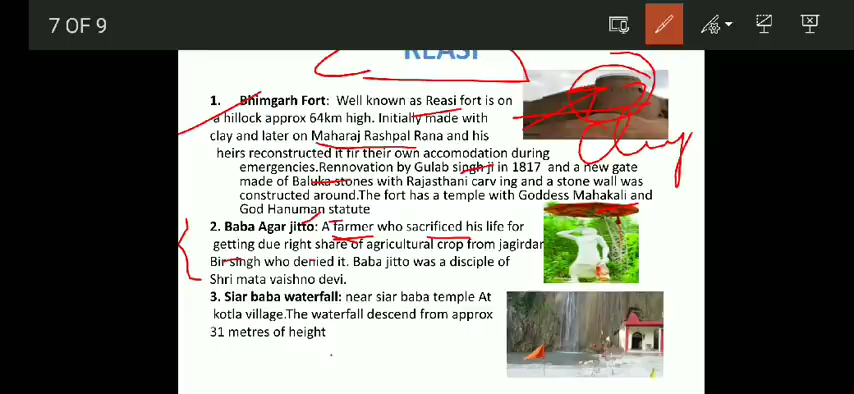 7 OF 9
REASI
1. Bhimgarh Fort: Well known as Reasi fort is on
a hillock approx 64km high. Initially made with
clay and later on Maharaj Rashpal Rana and his
heirs reconstructed it fir their own accomodation during
emergencies.Rennovation by Gulab singh ji in 1817 and a new gate
made of Baluka stones with Rajasthani carv ing and a stone wall was
constructed around.The fort has a temple with Goddess Mahakali and
God Hanuman statute
2. Baba Agar jitto: A farmer who sacrificed his life for
getting due right share of agricultural crop from jagirdar
Bir singh who denied it. Baba jitto was a disciple of
Shri mata vaishno devi.
3. Siar baba waterfall: near siar baba temple At
kotla village.The waterfall descend from approx
31 metres of height
clay